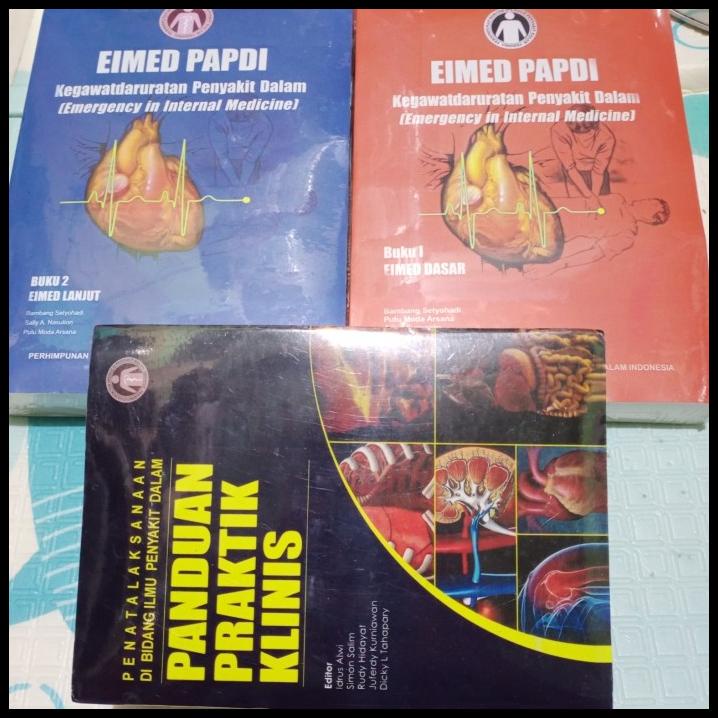 EIMED PAPDI
Kegawatdaruratan Penyakit Dalam
(Emergency in Internal Medicine)
BUKU 2
EIMED LANJUT
Bambang Setyohadi
Sally A. Nasution
Putu Moda Arsana
PERHIMPUNAN
EIMED PAPDI
Kegawatdaruratan Penyakit Dalam
(Emergency in Internal Medicine)
Buku I
EIMED DASAR
Bambang Setyohadi
Putu Moda Arsana
ALAM INDONESIA
PENATALAKSANAAN
DI BIDANG ILMU PENYAKIT DALAM
PANDUAN
PRAKTIK
KLINIS
Editor
Idrus Alwi
Simon Salim
Rudy Hidayat
Juferdy Kurniawan
Dicky L Tahapary